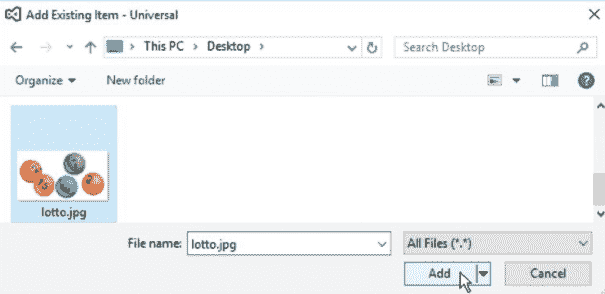 Add Existing Item - Universal
This PC > Desktop >
Search Desktop
Organize
New folder
lotto.jpg
File name: lotto.jpg
All Files (*.*)
Add
Cancel